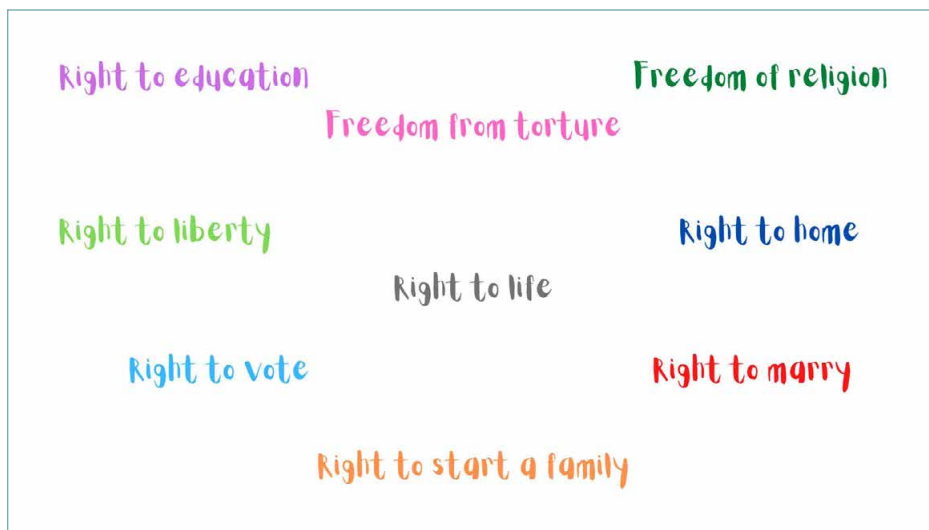 Right to education
Freedom of religion
Freedom from torture
Right to liberty
Right to home
Right to life
Right to vote
Right to marry
Right to start a family